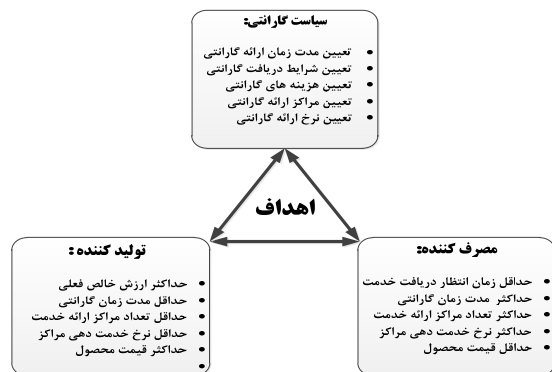 سیاست گارانتی:
• تعیین مدت زمان ارائه گارانتی
• تعیین شرایط دریافت گارانتی
• تعیین هزینه های گارانتی
• تعیین مراکز ارائه گارانتی
• تعیین نرخ ارائه گارانتی
اهداف
مصرف کننده:
• حداقل زمان انتظار دریافت خدمت
• حداکثر مدت زمان گارانتی
• حداکثر تعداد مراکز ارائه خدمت
• حداکثر نرخ خدمت دهی مراکز
• حداقل قیمت محصول
تولید کننده :
• حداکثر ارزش خالص فعلی
• حداقل مدت زمان گارانتی
• حداقل تعداد مراکز ارائه خدمت
• حداقل نرخ خدمت دهی مراکز
• حداکثر قیمت محصول
•